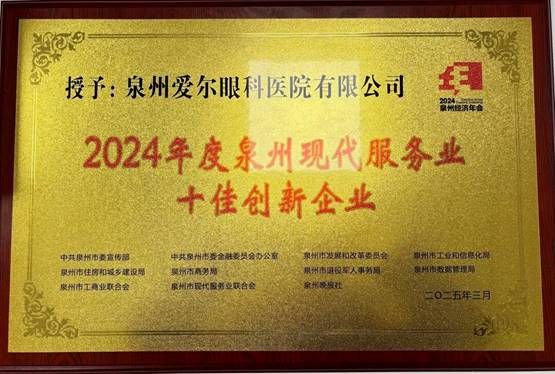 授予：泉州爱尔眼科医院有限公司
2024
泉州经济年会
2024年度泉州现代服务业
十佳创新企业
中共泉州市委宣传部 中共泉州市委金融委员会办公室 泉州市发展和改革委员会 泉州市工业和信息化局
泉州市住房和城乡建设局 泉州市商务局 泉州市退役军人事务局 泉州市数据管理局
泉州市工商业联合会 泉州市现代服务业联合会 泉州晚报社
二〇二五年三月